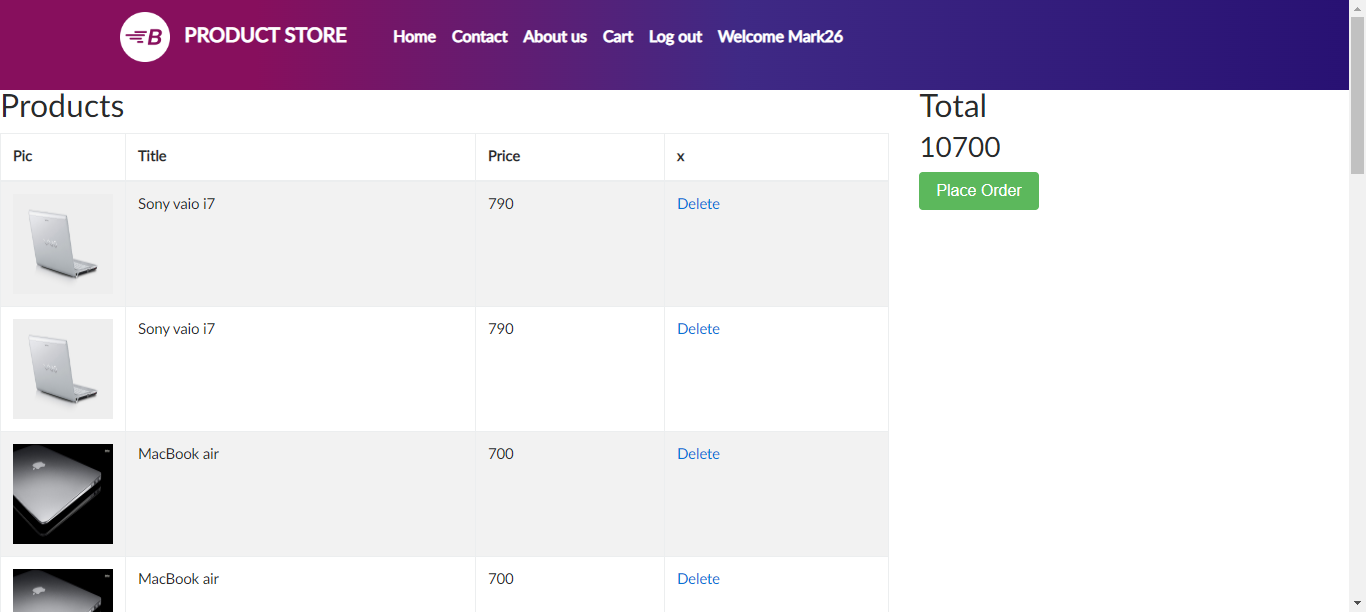 B PRODUCT STORE Home Contact About us Cart Log out Welcome Mark26
Products
Pic Title Price x
Sony vaio i7 790 Delete
Sony vaio i7 790 Delete
MacBook air 700 Delete
MacBook air 700 Delete
Total
10700
Place Order